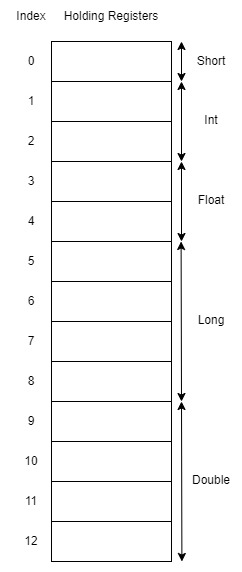 Index Holding Registers
0 Short
1
Int
2
3
Float
4
5
6
Long
7
8
9
10
Double
11
12